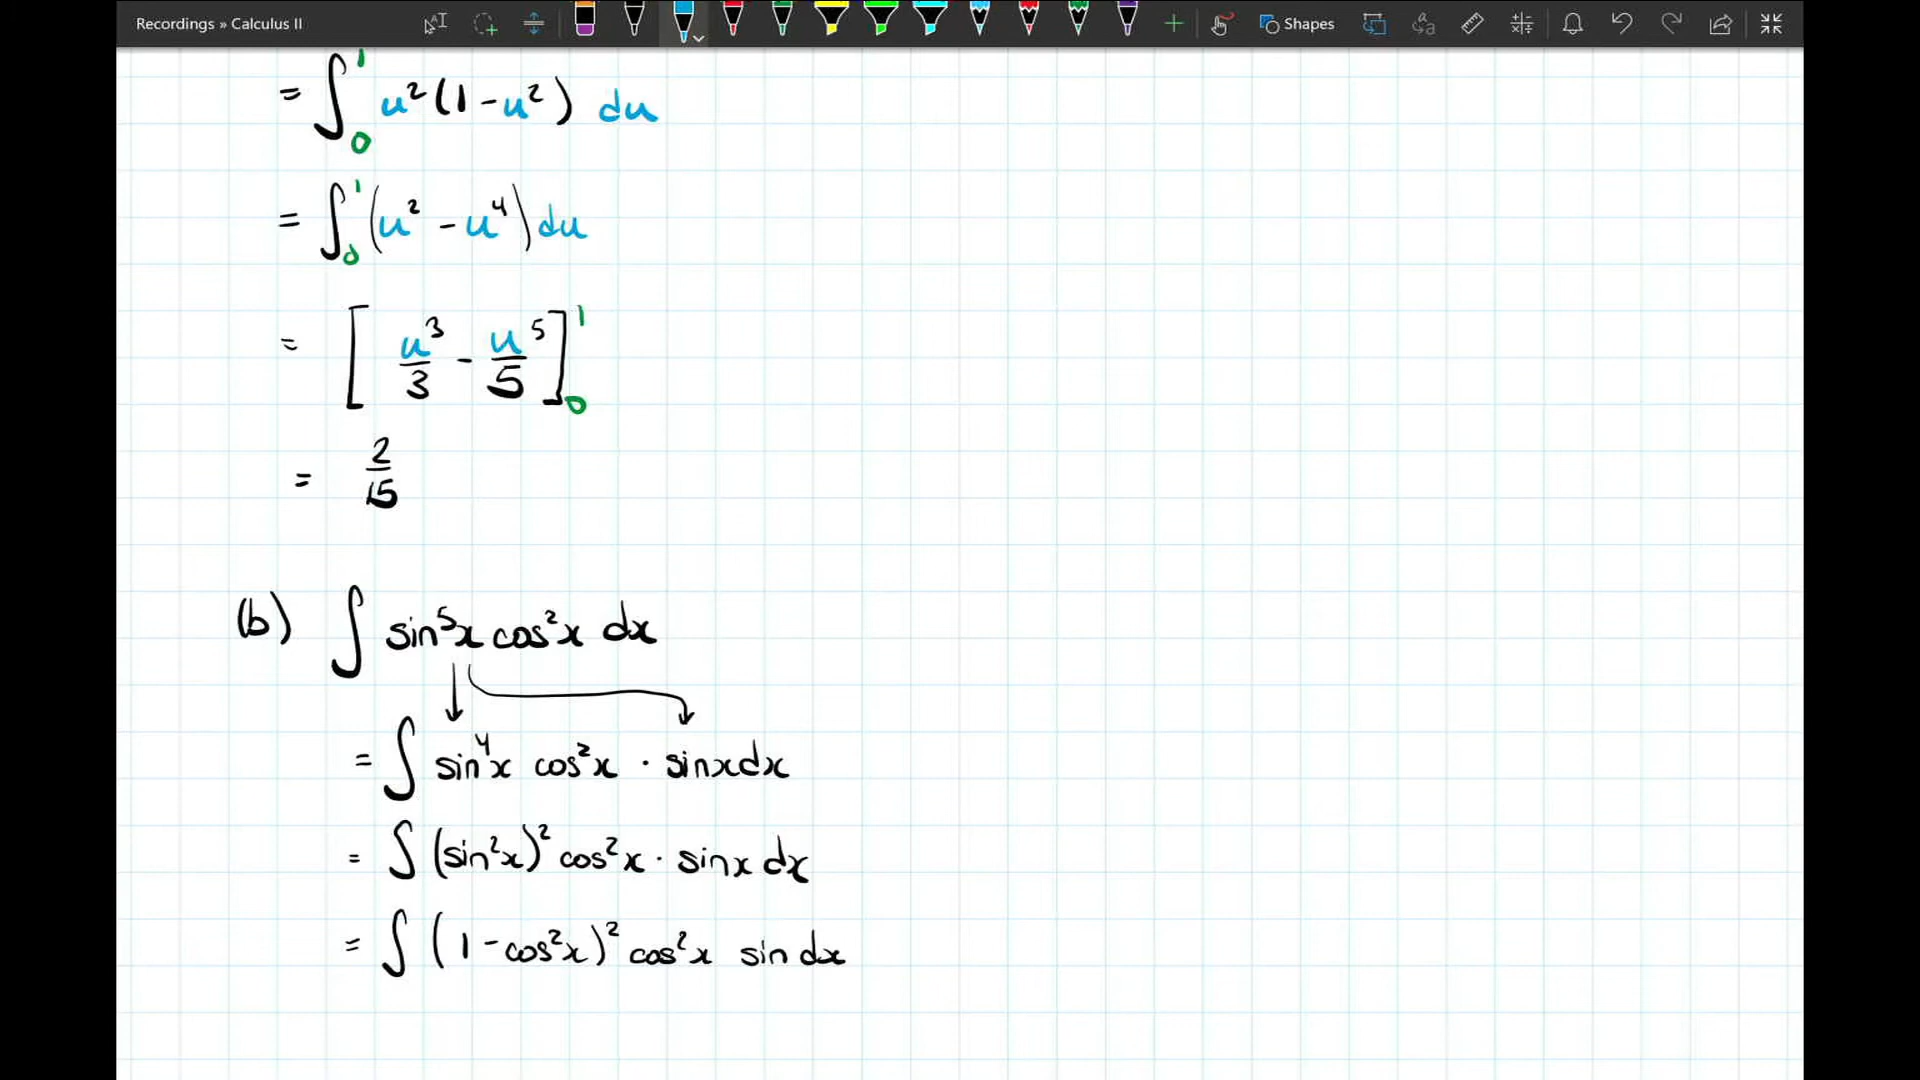 Recordings » Calculus II
Shapes
= ∫₀¹ u²(1-u²) du
= ∫₀¹ (u² - u⁴) du
= [u³/3 - u⁵/5]₀¹
= 2/15
(b) ∫ sin⁵x cos²x dx
= ∫ sin⁴x cos²x · sinx dx
= ∫ (sin²x)² cos²x · sinx dx
= ∫ (1 - cos²x)² cos²x sin dx